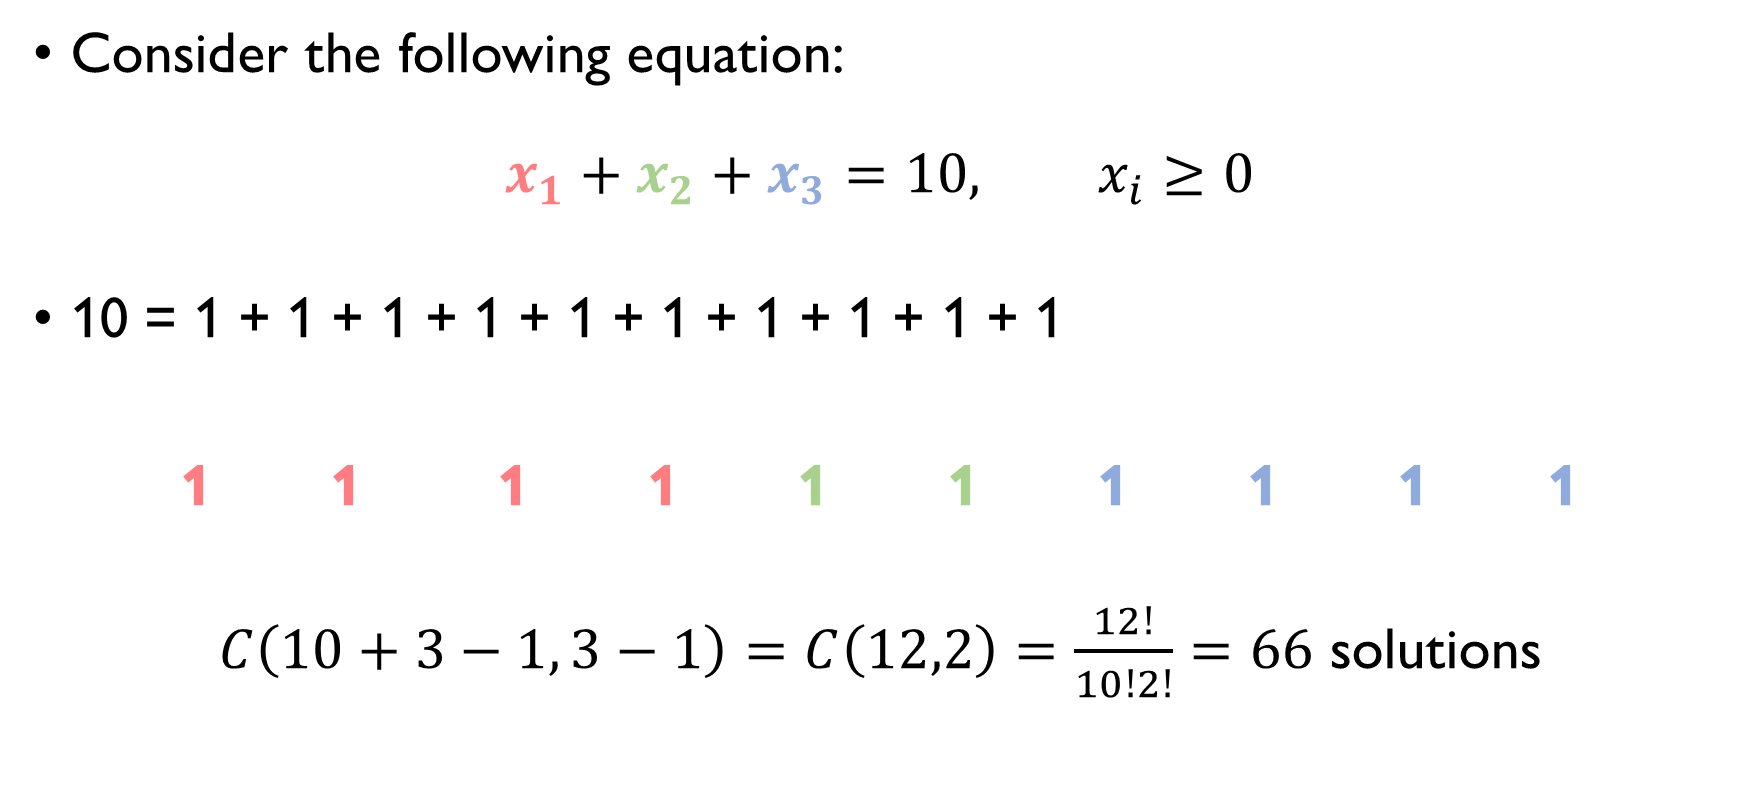 • Consider the following equation:
x₁ + x₂ + x₃ = 10, xᵢ ≥ 0
• 10 = 1 + 1 + 1 + 1 + 1 + 1 + 1 + 1 + 1 + 1
1 1 1 1 1 1 1 1 1 1
C(10 + 3 − 1, 3 − 1) = C(12,2) = 12!/10!2! = 66 solutions